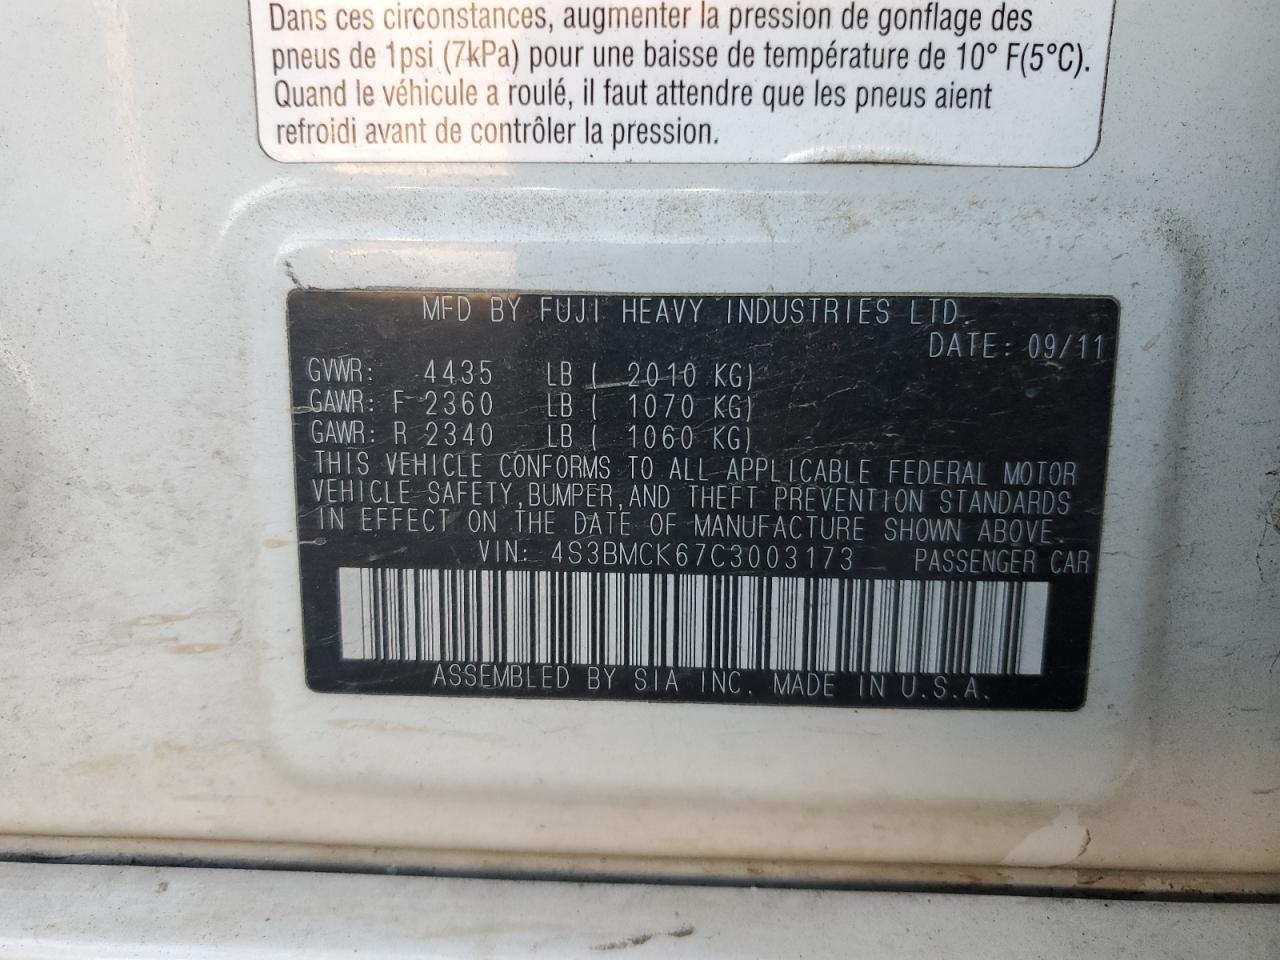 Dans ces circonstances, augmenter la pression de gonflage des
pneus de 1psi (7kPa) pour une baisse de température de 10° F(5°C).
Quand le véhicule a roulé, il faut attendre que les pneus aient
refroidi avant de contrôler la pression.
MFD BY FUJI HEAVY INDUSTRIES LTD.
DATE: 09/11
GVWR: 4435 LB ( 2010 KG)
GAWR: F 2360 LB ( 1070 KG)
GAWR: R 2340 LB ( 1060 KG)
THIS VEHICLE CONFORMS TO ALL APPLICABLE FEDERAL MOTOR
VEHICLE SAFETY,BUMPER,AND THEFT PREVENTION STANDARDS
IN EFFECT ON THE DATE OF MANUFACTURE SHOWN ABOVE.
VIN: 4S3BMCK67C3003173 PASSENGER CAR
ASSEMBLED BY SIA INC. MADE IN U.S.A.